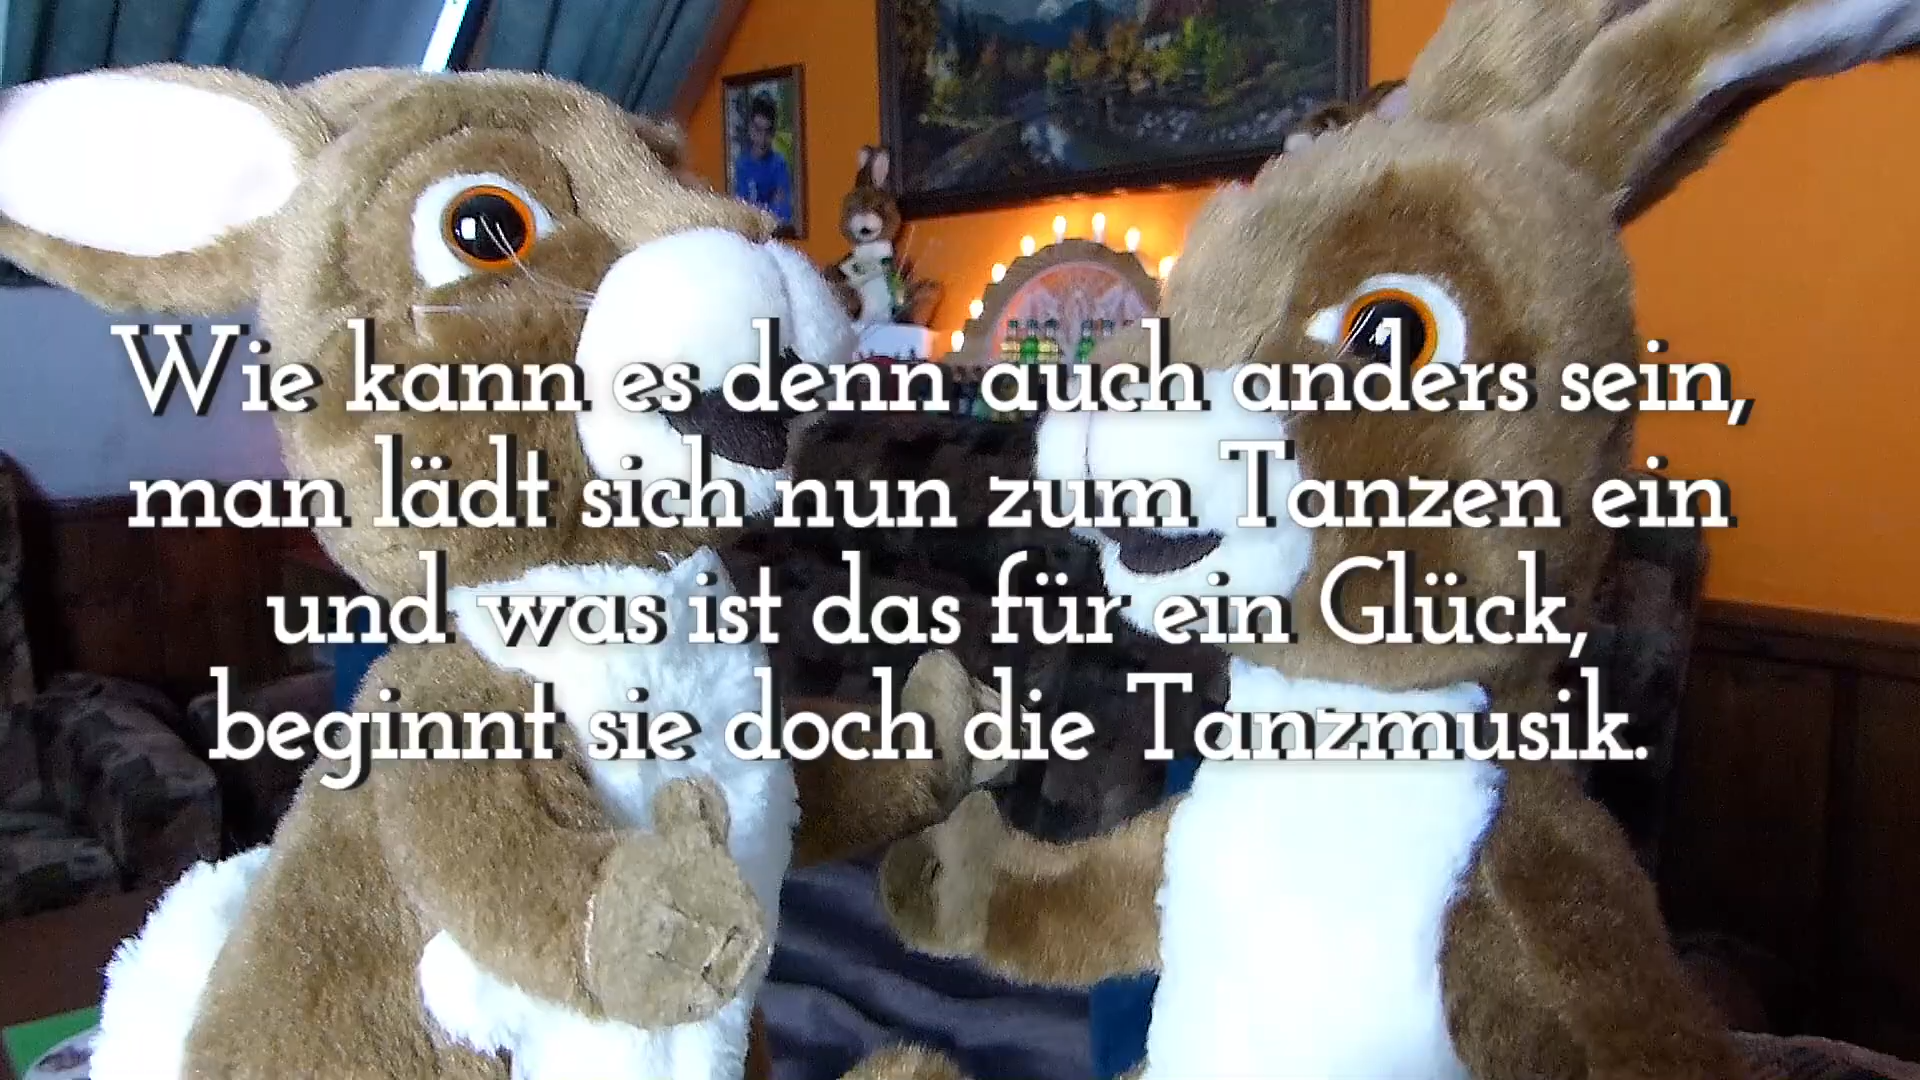 Wie kann es denn auch anders sein,
man lädt sich nun zum Tanzen ein
und was ist das für ein Glück,
beginnt sie doch die Tanzmusik.